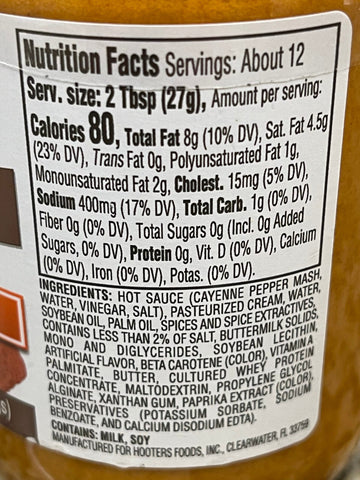 Nutrition Facts Servings: About 12
Serv. size: 2 Tbsp (27g), Amount per serving:
Calories 80, Total Fat 8g (10% DV), Sat. Fat 4.5g
(23% DV), Trans Fat 0g, Polyunsaturated Fat 1g,
Monounsaturated Fat 2g, Cholest. 15mg (5% DV),
Sodium 400mg (17% DV), Total Carb. 1g (0% DV),
Fiber 0g (0% DV), Total Sugars 0g (Incl. 0g Added
Sugars, 0% DV), Protein 0g, Vit. D (0% DV), Calcium
(0% DV), Iron (0% DV), Potas. (0% DV).
INGREDIENTS: HOT SAUCE (CAYENNE PEPPER MASH,
WATER, VINEGAR, SALT), PASTEURIZED CREAM, WATER,
SOYBEAN OIL, PALM OIL, SPICES AND SPICE EXTRACTIVES,
CONTAINS LESS THAN 2% OF SALT, BUTTERMILK SOLIDS,
MONO AND DIGLYCERIDES, SOYBEAN LECITHIN,
ARTIFICIAL FLAVOR, BETA CAROTENE (COLOR), VITAMIN A
PALMITATE, BUTTER, CULTURED WHEY PROTEIN
CONCENTRATE, MALTODEXTRIN, PROPYLENE GLYCOL
ALGINATE, XANTHAN GUM, PAPRIKA EXTRACT (COLOR),
PRESERVATIVES (POTASSIUM SORBATE, SODIUM
BENZOATE, AND CALCIUM DISODIUM EDTA).
CONTAINS: MILK, SOY
MANUFACTURED FOR HOOTERS FOODS, INC., CLEARWATER, FL 33759